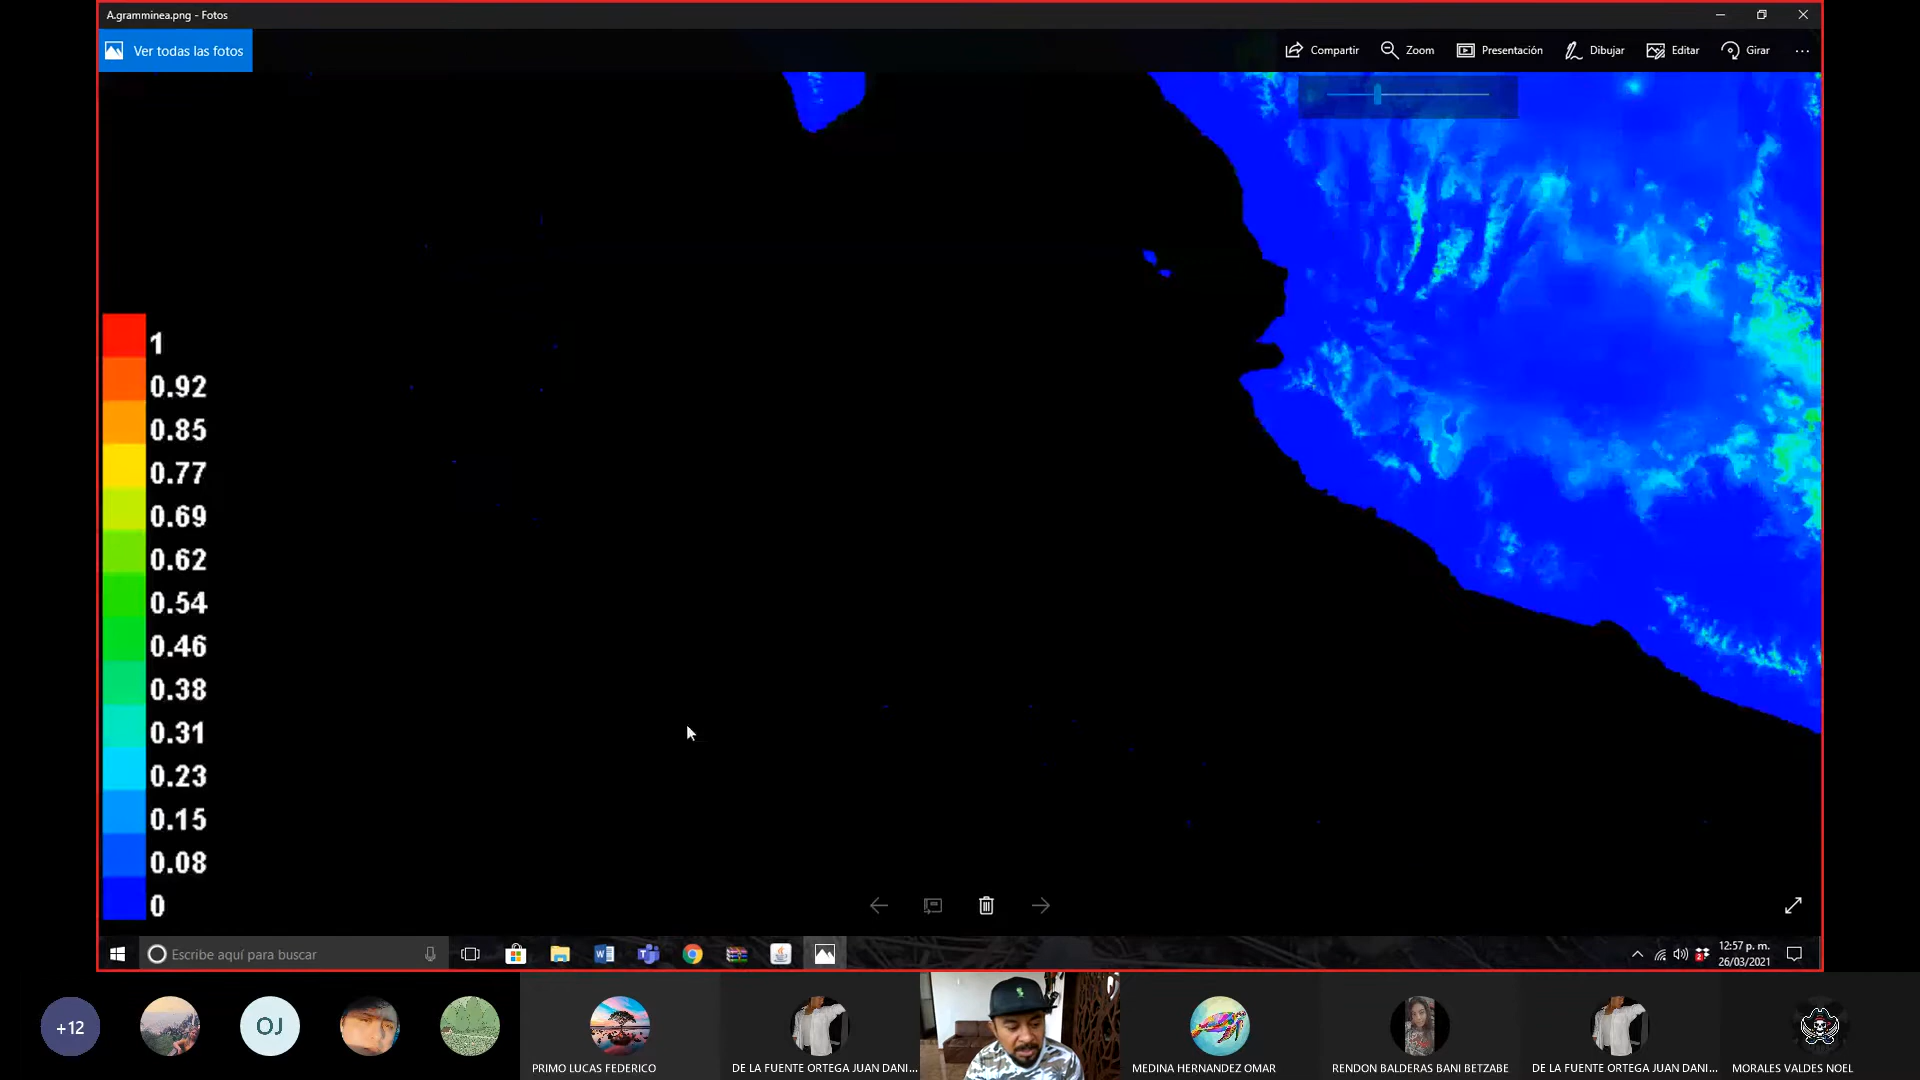 A.gramminea.png - Fotos
Ver todas las fotos
Compartir
Zoom
Presentación
Dibujar
Editar
Girar
1
0.92
0.85
0.77
0.69
0.62
0.54
0.46
0.38
0.31
0.23
0.15
0.08
0
Escribe aquí para buscar
12:57 p. m.
26/03/2021
+12
OJ
PRIMO LUCAS FEDERICO
DE LA FUENTE ORTEGA JUAN DANI...
MEDINA HERNANDEZ OMAR
RENDON BALDERAS BANI BETZABE
DE LA FUENTE ORTEGA JUAN DANI...
MORALES VALDES NOEL